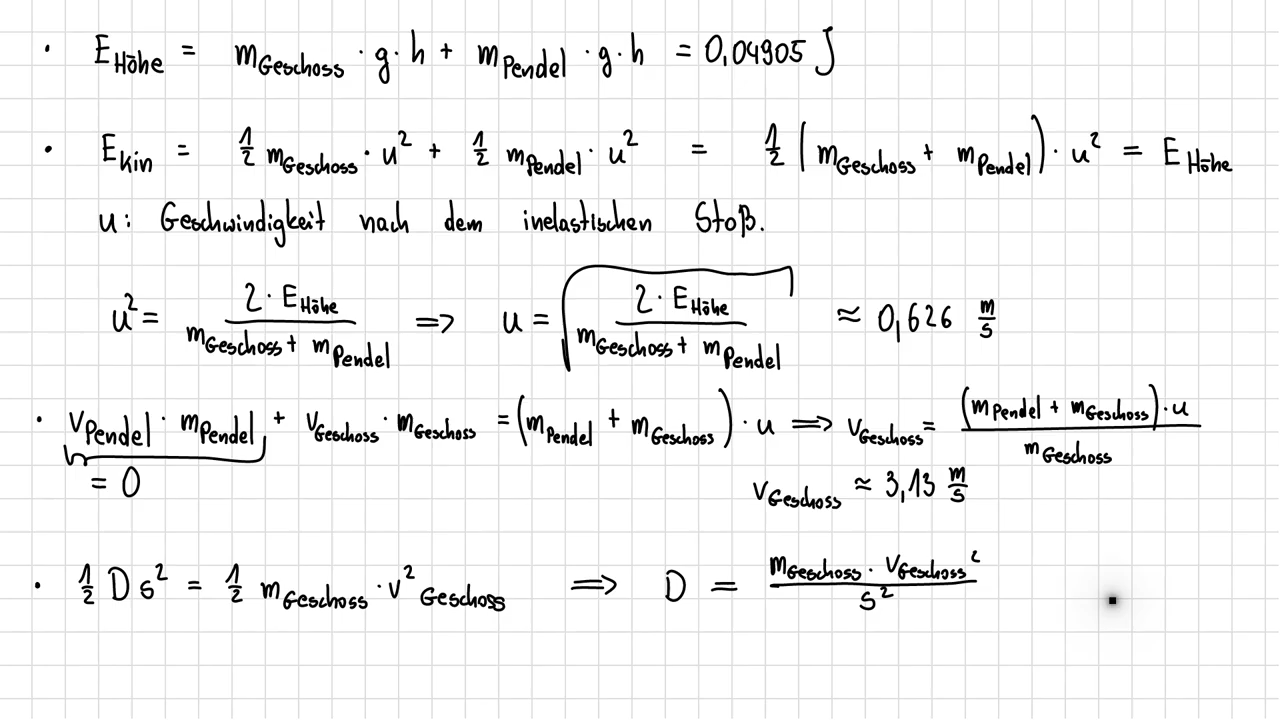 • E_Höhe = m_Geschoss · g · h + m_Pendel · g · h = 0,04905 J
• E_kin = 1/2 m_Geschoss · u² + 1/2 m_Pendel · u² = 1/2 (m_Geschoss + m_Pendel) · u² = E_Höhe
u: Geschwindigkeit nach dem inelastischen Stoß.
u² = (2 · E_Höhe)/(m_Geschoss + m_Pendel) ⟹ u = √((2 · E_Höhe)/(m_Geschoss + m_Pendel)) ≈ 0,626 m/s
• v_Pendel · m_Pendel + v_Geschoss · m_Geschoss = (m_Pendel + m_Geschoss) · u ⟹ v_Geschoss = ((m_Pendel + m_Geschoss) · u)/m_Geschoss
= 0 v_Geschoss ≈ 3,13 m/s
• 1/2 D s² = 1/2 m_Geschoss · v²_Geschoss ⟹ D = (m_Geschoss · v_Geschoss²)/s²